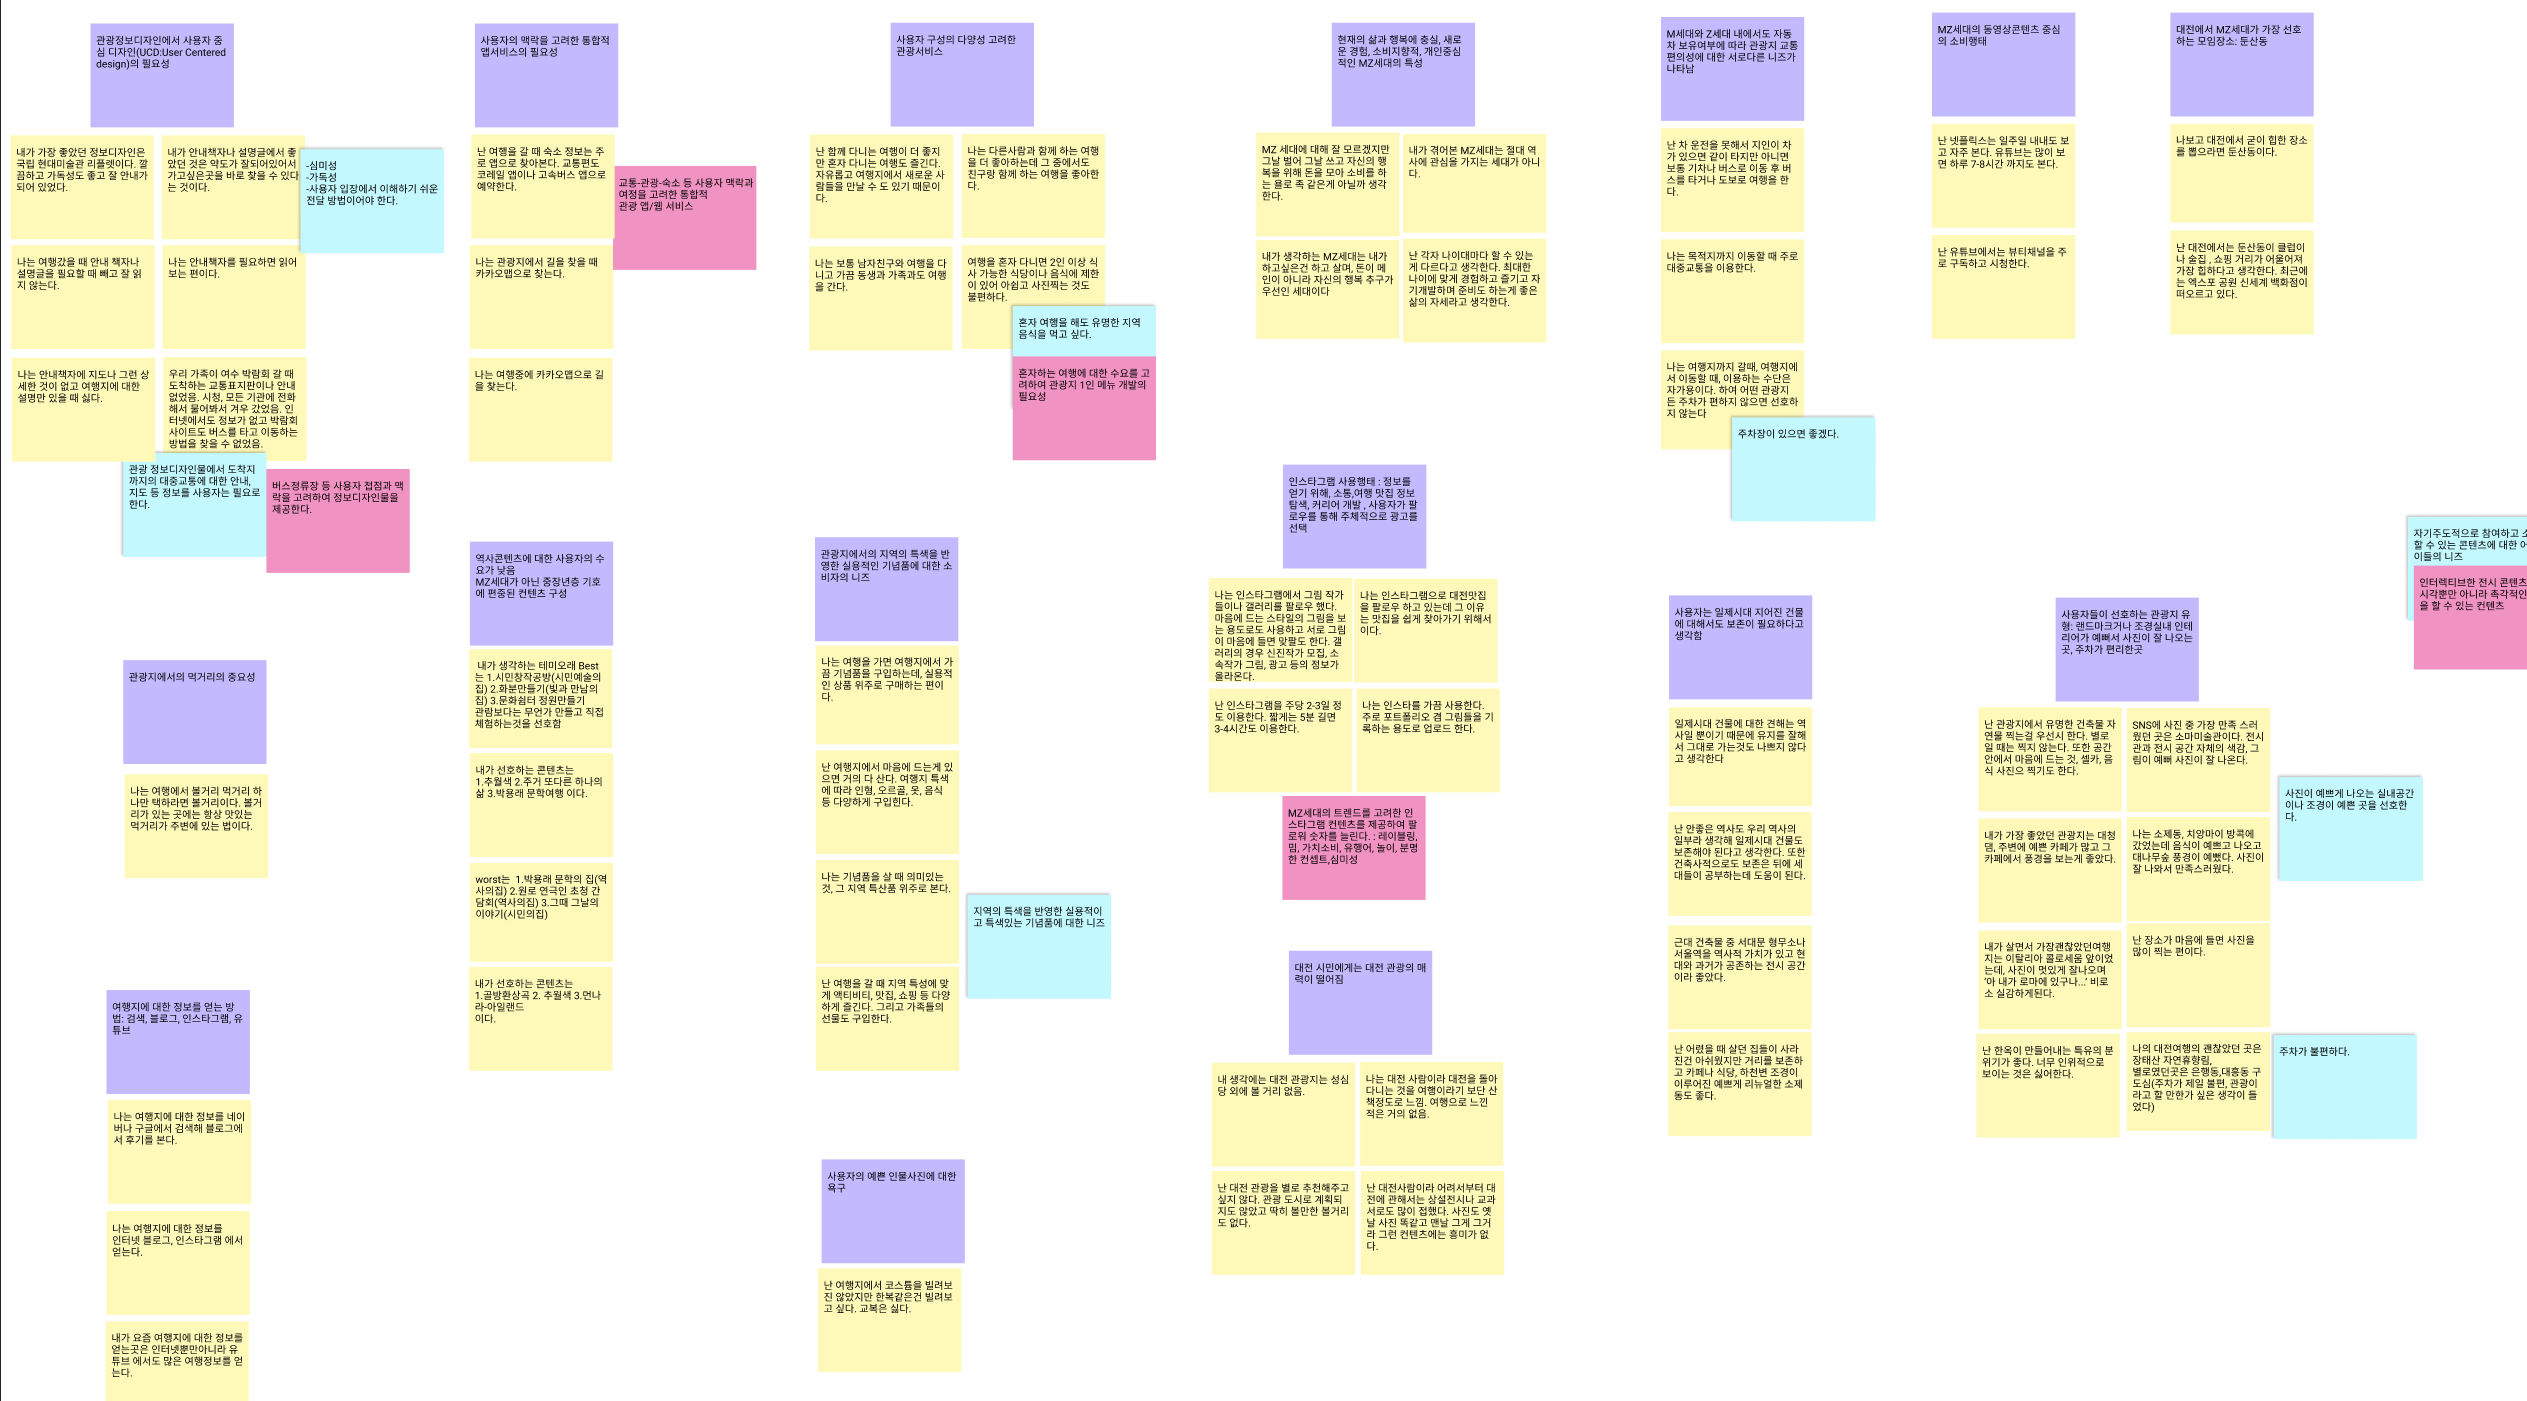 관광정보디자인에서 사용자 중
심 디자인(UCD:User Centered
design)의 필요성
내가 가장 좋았던 정보디자인은
국립 현대미술관 리플렛이다. 깔
끔하고 가독성도 좋고 잘 안내가
되어 있었다.
내가 안내책자나 설명글에서 좋
았던 것은 약도가 잘되어있어서
가고싶은곳을 바로 찾을 수 있다
는 것이다.
-심미성
-가독성
-사용자 입장에서 이해하기 쉬운
전달 방법이어야 한다.
나는 여행갔을 때 안내 책자나
설명글을 필요할 때 빼고 잘 읽
지 않는다.
나는 안내책자를 필요하면 읽어
보는 편이다.
나는 안내책자에 지도나 그런 상
세한 것이 없고 여행지에 대한
설명만 있을 때 싫다.
우리 가족이 여수 박람회 갈 때
도착하는 교통표지판이나 안내
없었음. 시청, 모든 기관에 전화
해서 물어봐서 겨우 갔었음. 인
터넷에서도 정보가 없고 박람회
사이트도 버스를 타고 이동하는
방법을 찾을 수 없었음.
관광 정보디자인물에서 도착지
까지의 대중교통에 대한 안내,
지도 등 정보를 사용자는 필요로
한다.
버스정류장 등 사용자 접점과 맥
락을 고려하여 정보디자인물을
제공한다.
관광지에서의 먹거리의 중요성
나는 여행에서 볼거리 먹거리 하
나만 택하라면 볼거리이다. 볼거
리가 있는 곳에는 항상 맛있는
먹거리가 주변에 있는 법이다.
여행지에 대한 정보를 얻는 방
법: 검색, 블로그, 인스타그램, 유
튜브
나는 여행지에 대한 정보를 네이
버나 구글에서 검색해 블로그에
서 후기를 본다.
나는 여행지에 대한 정보를
인터넷 블로그, 인스타그램 에서
얻는다.
내가 요즘 여행지에 대한 정보를
얻는곳은 인터넷뿐만아니라 유
튜브 에서도 많은 여행정보를 얻
는다.
사용자의 맥락을 고려한 통합적
앱서비스의 필요성
난 여행을 갈 때 숙소 정보는 주
로 앱으로 찾아본다. 교통편도
코레일 앱이나 고속버스 앱으로
예약한다.
교통-관광-숙소 등 사용자 맥락과
여정을 고려한 통합적
관광 앱/웹 서비스
나는 관광지에서 길을 찾을 때
카카오맵으로 찾는다.
나는 여행중에 카카오맵으로 길
을 찾는다.
역사콘텐츠에 대한 사용자의 수
요가 낮음
MZ세대가 아닌 중장년층 기호
에 편중된 컨텐츠 구성
내가 생각하는 테미오래 Best
는 1.시민창작공방(시민예술의
집) 2.화분만들기(빛과 만남의
집) 3.문화쉼터 정원만들기
관람보다는 무언가 만들고 직접
체험하는것을 선호함
내가 선호하는 콘텐츠는
1.추월색 2.주거 또다른 하나의
삶 3.박용래 문학여행 이다.
worst는 1.박용래 문학의 집(역
사의집) 2.원로 연극인 초청 간
담회(역사의집) 3.그때 그날의
이야기(시민의집)
내가 선호하는 콘텐츠는
1.골방환상곡 2. 추월색 3.먼나
라-아일랜드
이다.
사용자 구성의 다양성 고려한
관광서비스
난 함께 다니는 여행이 더 좋지
만 혼자 다니는 여행도 즐긴다.
자유롭고 여행지에서 새로운 사
람들을 만날 수 도 있기 때문이
다.
나는 다른사람과 함께 하는 여행
을 더 좋아하는데 그 중에서도
친구랑 함께 하는 여행을 좋아한
다.
나는 보통 남자친구와 여행을 다
니고 가끔 동생과 가족과도 여행
을 간다.
여행을 혼자 다니면 2인 이상 식
사 가능한 식당이나 음식에 제한
이 있어 아쉽고 사진찍는 것도
불편하다.
혼자 여행을 해도 유명한 지역
음식을 먹고 싶다.
혼자하는 여행에 대한 수요를 고
려하여 관광지 1인 메뉴 개발의
필요성
관광지에서의 지역의 특색을 반
영한 실용적인 기념품에 대한 소
비자의 니즈
나는 여행을 가면 여행지에서 가
끔 기념품을 구입하는데, 실용적
인 상품 위주로 구매하는 편이
다.
난 여행지에서 마음에 드는게 있
으면 거의 다 산다. 여행지 특색
에 따라 인형, 오르골, 옷, 음식
등 다양하게 구입힌다.
나는 기념품을 살 때 의미있는
것, 그 지역 특산품 위주로 본다.
지역의 특색을 반영한 실용적이
고 특색있는 기념품에 대한 니즈
난 여행을 갈 때 지역 특성에 맞
게 액티비티, 맛집, 쇼핑 등 다양
하게 즐긴다. 그리고 가족들의
선물도 구입한다.
사용자의 예쁜 인물사진에 대한
욕구
난 여행지에서 코스튬을 빌려보
진 않았지만 한복같은건 빌려보
고 싶다. 교복은 싫다.
현재의 삶과 행복에 충실, 새로
운 경험, 소비지향적, 개인중심
적인 MZ세대의 특성
MZ 세대에 대해 잘 모르겠지만
그날 벌어 그날 쓰고 자신의 행
복을 위해 돈을 모아 소비를 하
는 욜로 족 같은게 아닐까 생각
한다.
내가 겪어본 MZ세대는 절대 역
사에 관심을 가지는 세대가 아니
다.
내가 생각하는 MZ세대는 내가
하고싶은건 하고 살며, 돈이 메
인이 아니라 자신의 행복 추구가
우선인 세대이다
난 각자 나이대마다 할 수 있는
게 다르다고 생각한다. 최대한
나이에 맞게 경험하고 즐기고 자
기개발하며 준비도 하는게 좋은
삶의 자세라고 생각한다.
인스타그램 사용행태 : 정보를
얻기 위해, 소통,여행 맛집 정보
탐색, 커리어 개발 , 사용자가 팔
로우를 통해 주체적으로 광고를
선택
나는 인스타그램에서 그림 작가
들이나 갤러리를 팔로우 했다.
마음에 드는 스타일의 그림을 보
는 용도로도 사용하고 서로 그림
이 마음에 들면 맞팔도 한다. 갤
러리의 경우 신진작가 모집, 소
속작가 그림, 광고 등의 정보가
올라온다.
나는 인스타그램으로 대전맛집
을 팔로우 하고 있는데 그 이유
는 맛집을 쉽게 찾아가기 위해서
이다.
난 인스타그램을 주당 2-3일 정
도 이용한다. 짧게는 5분 길면
3-4시간도 이용한다.
나는 인스타를 가끔 사용한다.
주로 포트폴리오 겸 그림들을 기
록하는 용도로 업로드 한다.
MZ세대의 트렌드를 고려한 인
스타그램 컨텐츠를 제공하여 팔
로워 숫자를 늘린다. : 레이블링,
밈, 가치소비, 유행어, 놀이, 분명
한 컨셉트,심미성
대전 시민에게는 대전 관광의 매
력이 떨어짐
내 생각에는 대전 관광지는 성심
당 외에 볼 거리 없음.
나는 대전 사람이라 대전을 돌아
다니는 것을 여행이라기 보단 산
책정도로 느낌. 여행으로 느낀
적은 거의 없음.
난 대전 관광을 별로 추천해주고
싶지 않다. 관광 도시로 계획되
지도 않았고 딱히 볼만한 볼거리
도 없다.
난 대전사람이라 어려서부터 대
전에 관해서는 상설전시나 교과
서로도 많이 접했다. 사진도 옛
날 사진 똑같고 맨날 그게 그거
라 그런 컨텐츠에는 흥미가 없
다.
M세대와 Z세대 내에서도 자동
차 보유여부에 따라 관광지 교통
편의성에 대한 서로다른 니즈가
나타남
난 차 운전을 못해서 지인이 차
가 있으면 같이 타지만 아니면
보통 기차나 버스로 이동 후 버
스를 타거나 도보로 여행을 한
다.
나는 목적지까지 이동할 때 주로
대중교통을 이용한다.
나는 여행지까지 갈때, 여행지에
서 이동할 때, 이용하는 수단은
자가용이다. 하여 어떤 관광지
든 주차가 편하지 않으면 선호하
지 않는다
주차장이 있으면 좋겠다.
사용자는 일제시대 지어진 건물
에 대해서도 보존이 필요하다고
생각함
일제시대 건물에 대한 견해는 역
사일 뿐이기 때문에 유지를 잘해
서 그대로 가는것도 나쁘지 않다
고 생각한다
난 안좋은 역사도 우리 역사의
일부라 생각해 일제시대 건물도
보존해야 된다고 생각한다. 또한
건축사적으로도 보존은 뒤에 세
대들이 공부하는데 도움이 된다.
근대 건축물 중 서대문 형무소나
서울역을 역사적 가치가 있고 현
대와 과거가 공존하는 전시 공간
이라 좋았다.
난 어렸을 때 살던 집들이 사라
진건 아쉬웠지만 거리를 보존하
고 카페나 식당, 하천변 조경이
이루어진 예쁘게 리뉴얼한 소제
동도 좋다.
MZ세대의 동영상콘텐츠 중심
의 소비행태
난 넷플릭스는 일주일 내내도 보
고 자주 본다. 유튜브는 많이 보
면 하루 7-8시간 까지도 본다.
난 유튜브에서는 뷰티채널을 주
로 구독하고 시청한다.
대전에서 MZ세대가 가장 선호
하는 모임장소: 둔산동
나보고 대전에서 굳이 힙한 장소
를 뽑으라면 둔산동이다.
난 대전에서는 둔산동이 클럽이
나 술집 , 쇼핑 거리가 어울어져
가장 힙하다고 생각한다. 최근에
는 엑스포 공원 신세계 백화점이
떠오르고 있다.
사용자들이 선호하는 관광지 유
형: 랜드마크거나 조경실내 인테
리어가 예뻐서 사진이 잘 나오는
곳, 주차가 편리한곳
난 관광지에서 유명한 건축물 자
연물 찍는걸 우선시 한다. 별로
일 때는 찍지 않는다. 또한 공간
안에서 마음에 드는 것, 셀카, 음
식 사진으 찍기도 한다.
SNS에 사진 중 가장 만족 스러
웠던 곳은 소마미술관이다. 전시
관과 전시 공간 자체의 색감, 그
림이 예뻐 사진이 잘 나온다.
사진이 예쁘게 나오는 실내공간
이나 조경이 예쁜 곳을 선호한
다.
내가 가장 좋았던 관광지는 대청
댐, 주변에 예쁜 카페가 많고 그
카페에서 풍경을 보는게 좋았다.
나는 소제동, 치앙마이 방콕에
갔었는데 음식이 예쁘고 나오고
대나무숲 풍경이 예뻤다. 사진이
잘 나와서 만족스러웠다.
내가 살면서 가장괜찮았던여행
지는 이탈리아 콜로세움 앞이었
는데, 사진이 멋있게 잘나오며
'아 내가 로마에 있구나...' 비로
소 실감하게된다.
난 장소가 마음에 들면 사진을
많이 찍는 편이다.
난 한옥이 만들어내는 특유의 분
위기가 좋다. 너무 인위적으로
보이는 것은 싫어한다.
나의 대전여행의 괜찮았던 곳은
장태산 자연휴향림,
별로였던곳은 은행동,대흥동 구
도심(주차가 제일 불편, 관광이
라고 할 만한가 싶은 생각이 들
었다)
주차가 불편하다.
자기주도적으로 참여하고 소
할 수 있는 콘텐츠에 대한 어
이들의 니즈
인터렉티브한 전시 콘텐츠
시각뿐만 아니라 촉각적인
을 할 수 있는 컨텐츠